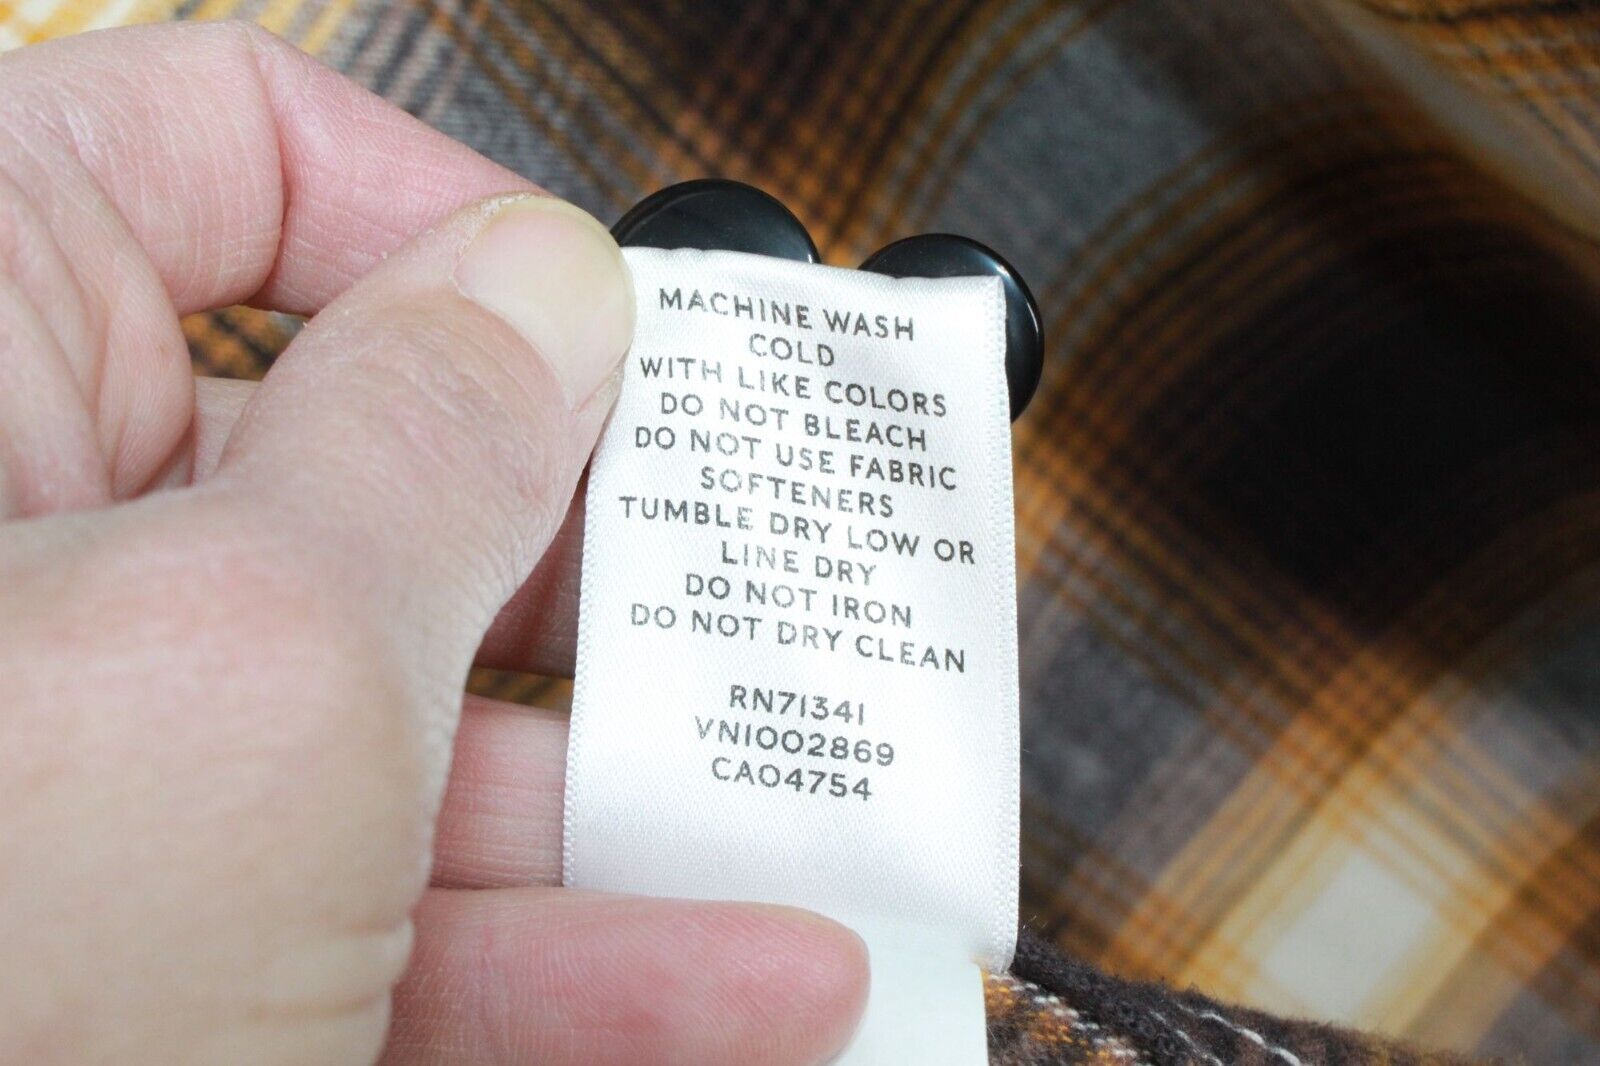 MACHINE WASH
COLD
WITH LIKE COLORS
DO NOT BLEACH
DO NOT USE FABRIC
SOFTENERS
TUMBLE DRY LOW OR
LINE DRY
DO NOT IRON
DO NOT DRY CLEAN
RN71341
VN1002869
CA04754